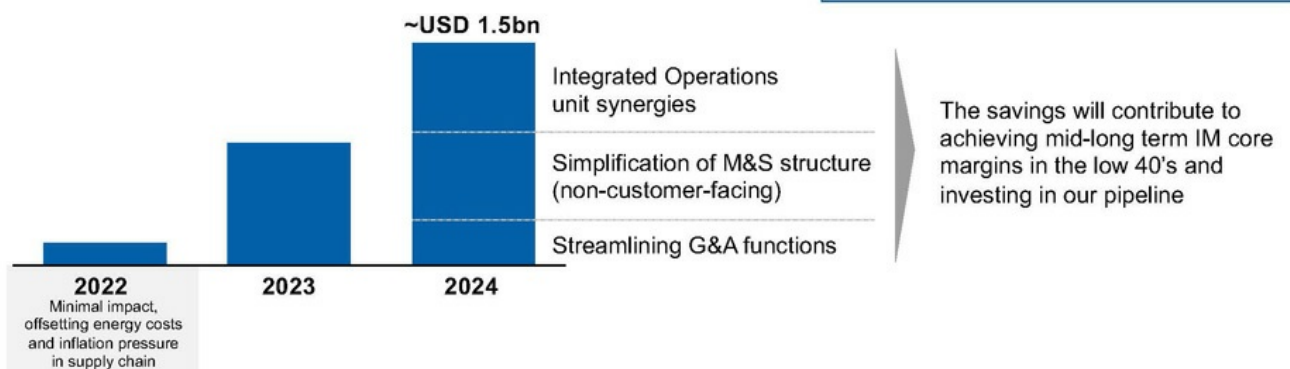 ~USD 1.5bn
Integrated Operations
unit synergies
Simplification of M&S structure
(non-customer-facing)
Streamlining G&A functions
The savings will contribute to
achieving mid-long term IM core
margins in the low 40's and
investing in our pipeline
2022
2023
2024
Minimal impact,
offsetting energy costs
and inflation pressure
in supply chain